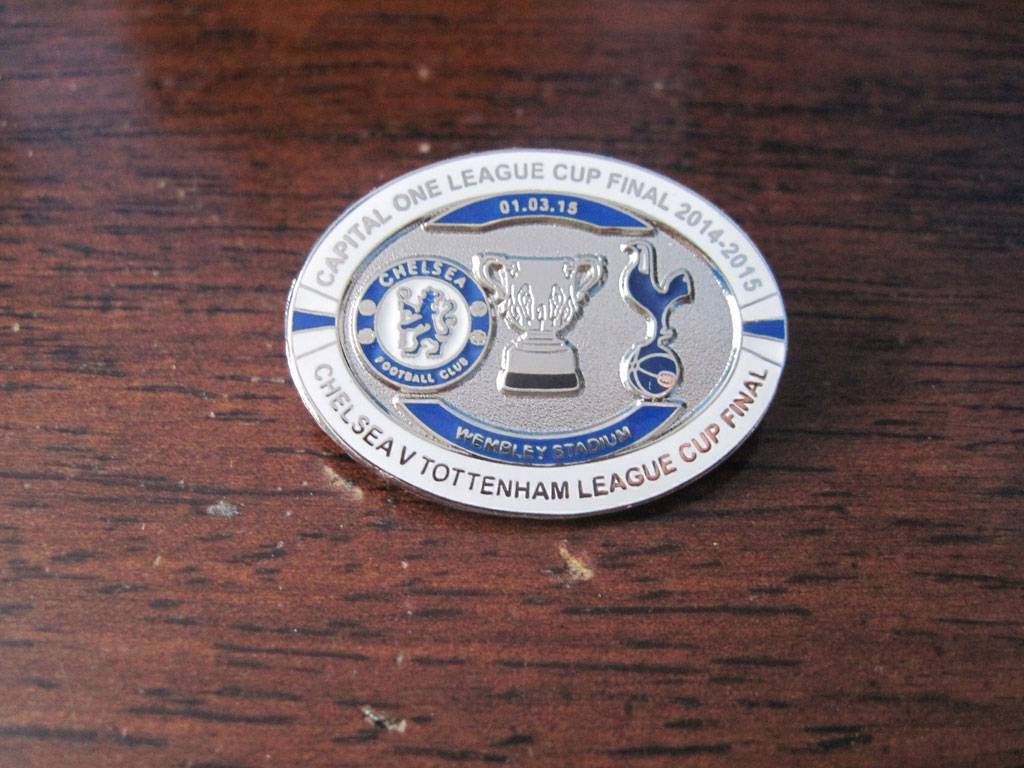 CAPITAL ONE LEAGUE CUP FINAL 2014-2015
01.03.15
CHELSEA
FOOTBALL CLUB
WEMBLEY STADIUM
CHELSEA V TOTTENHAM LEAGUE CUP FINAL